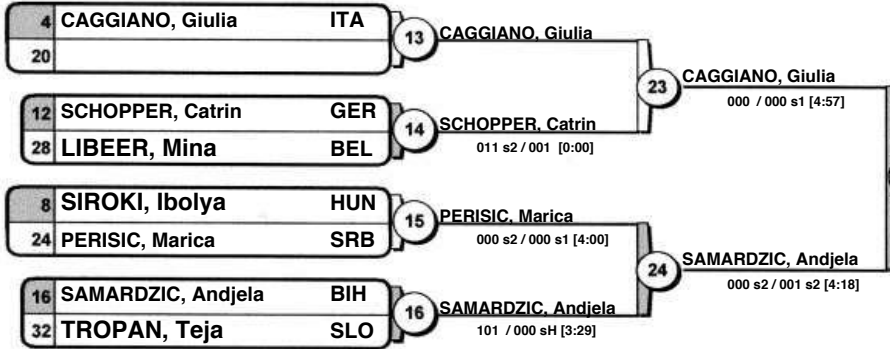 4 CAGGIANO, Giulia ITA
20
13 CAGGIANO, Giulia
12 SCHOPPER, Catrin GER
28 LIBEER, Mina BEL
14 SCHOPPER, Catrin
011 s2 / 001 [0:00]
23 CAGGIANO, Giulia
000 / 000 s1 [4:57]
8 SIROKI, Ibolya HUN
24 PERISIC, Marica SRB
15 PERISIC, Marica
000 s2 / 000 s1 [4:00]
16 SAMARDZIC, Andjela BIH
32 TROPAN, Teja SLO
16 SAMARDZIC, Andjela
101 / 000 sH [3:29]
24 SAMARDZIC, Andjela
000 s2 / 001 s2 [4:18]